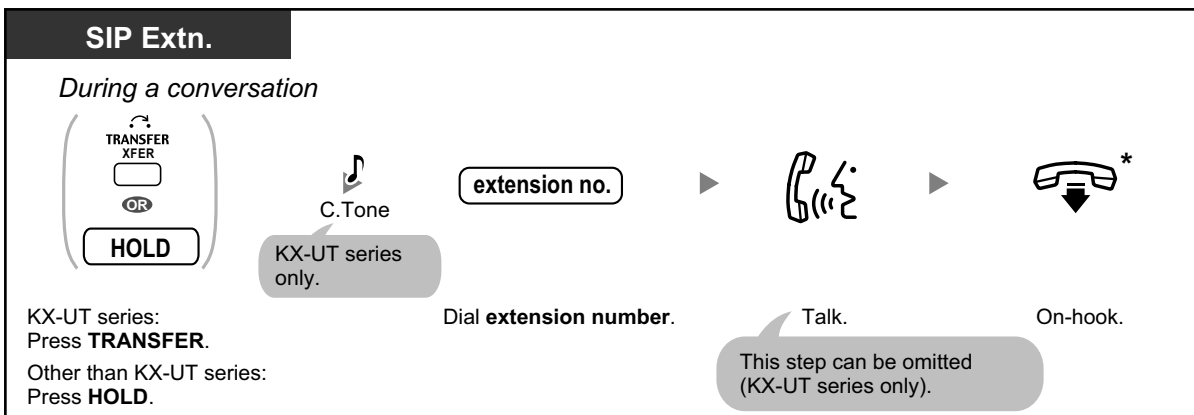 SIP Extn.
During a conversation
TRANSFER
XFER
OR
HOLD
C.Tone
KX-UT series
only.
extension no.
*
KX-UT series:
Press TRANSFER.
Other than KX-UT series:
Press HOLD.
Dial extension number.
Talk.
This step can be omitted
(KX-UT series only).
On-hook.